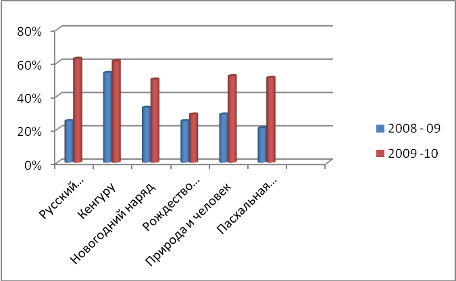 80%
60%
40%
20%
0%
Русский...
Кенгуру
Новогодний наряд
Рождество...
Природа и человек
Пасхальная...
2008 - 09
2009 -10